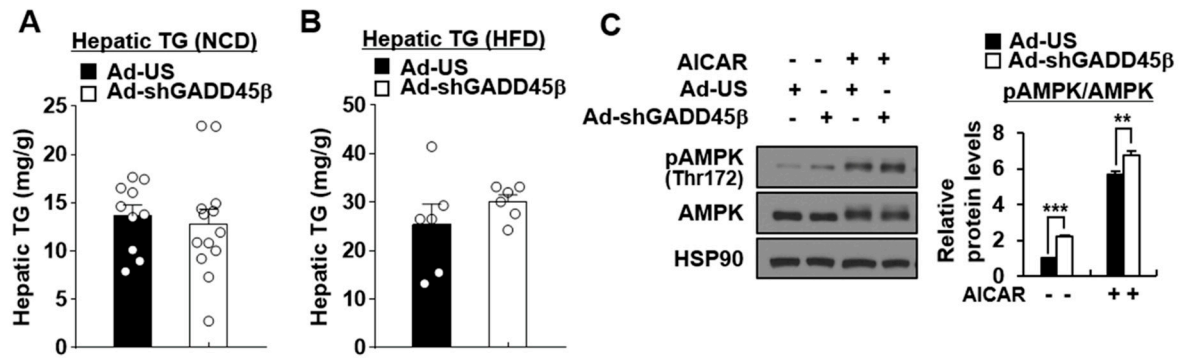 A
Hepatic TG (NCD)
Ad-US
Ad-shGADD45β
Hepatic TG (mg/g)
25
20
15
10
5
0
B
Hepatic TG (HFD)
Ad-US
Ad-shGADD45β
Hepatic TG (mg/g)
50
40
30
20
10
0
C
AICAR - - + +
Ad-US + - + -
Ad-shGADD45β - + - +
pAMPK
(Thr172)
AMPK
HSP90
Ad-US
Ad-shGADD45β
pAMPK/AMPK
Relative
protein levels
10
8
6
4
2
0
***
**
AICAR - - + +